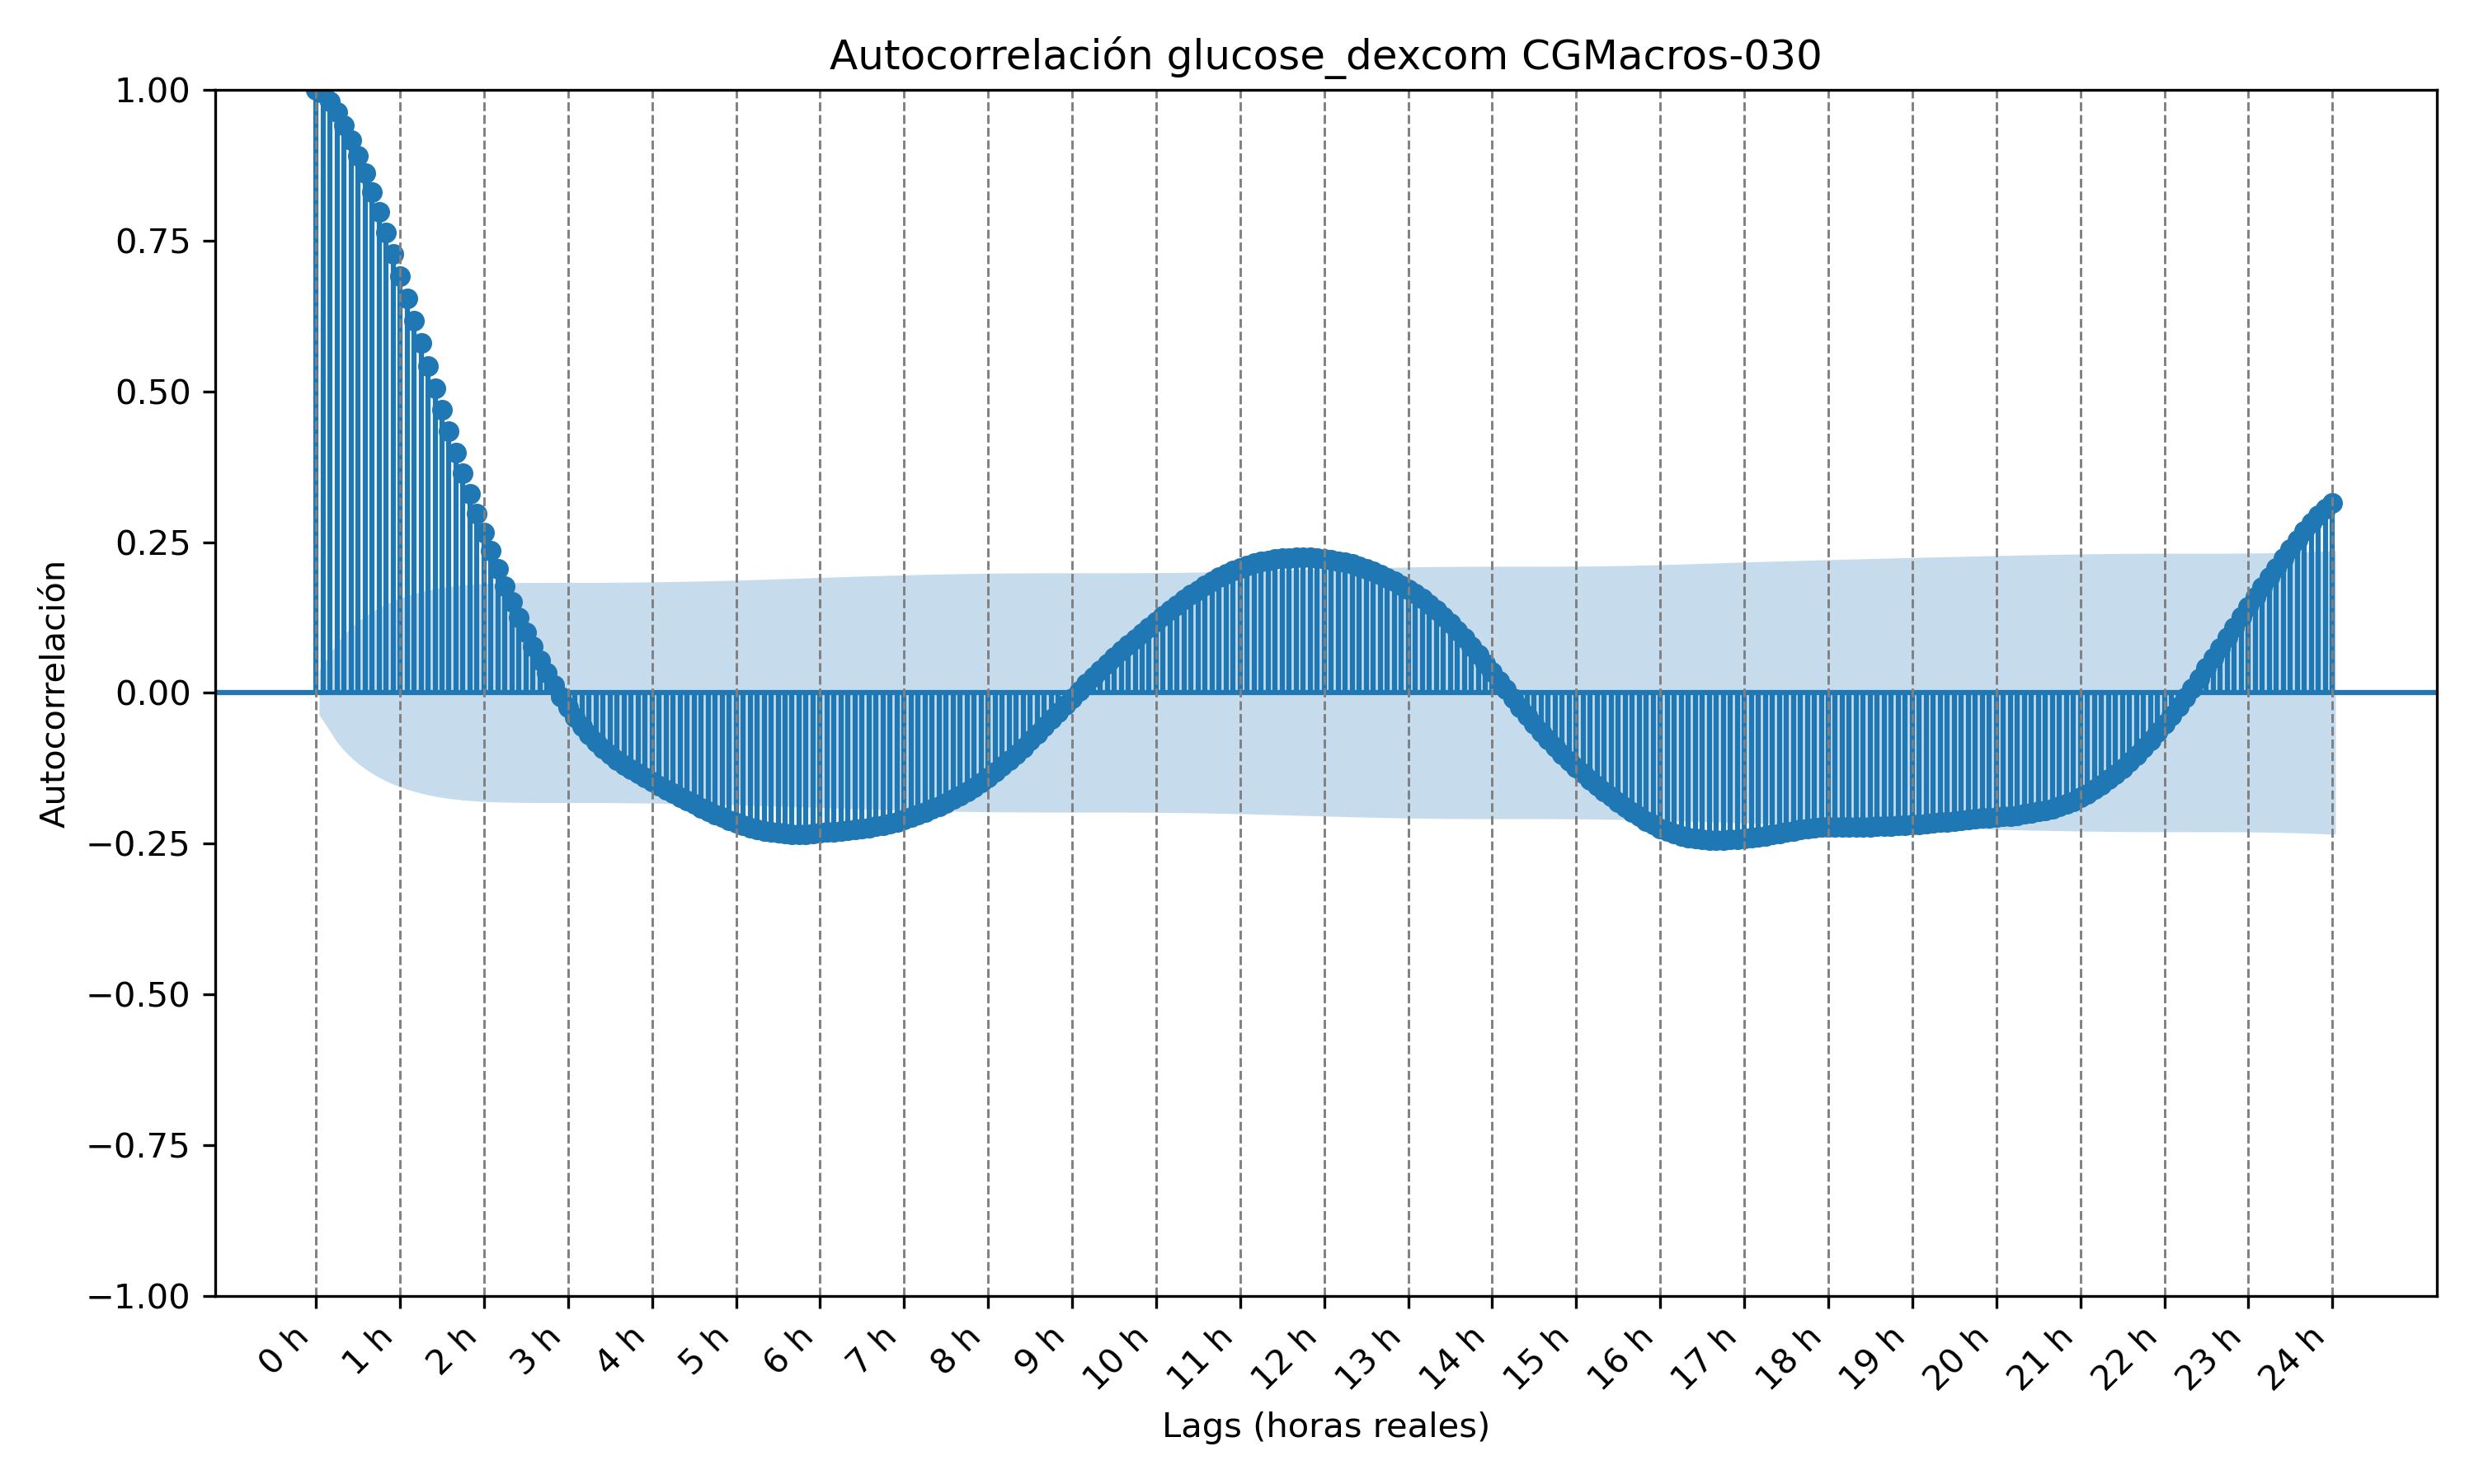 Autocorrelación glucose_dexcom CGMacros-030
1.00
0.75
0.50
0.25
0.00
−0.25
−0.50
−0.75
−1.00
Autocorrelación
0 h
1 h
2 h
3 h
4 h
5 h
6 h
7 h
8 h
9 h
10 h
11 h
12 h
13 h
14 h
15 h
16 h
17 h
18 h
19 h
20 h
21 h
22 h
23 h
24 h
Lags (horas reales)